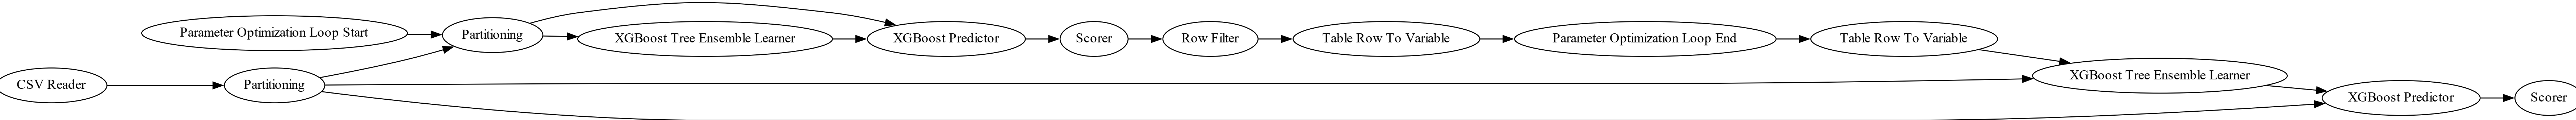 Parameter Optimization Loop Start
Partitioning
XGBoost Tree Ensemble Learner
XGBoost Predictor
Scorer
Row Filter
Table Row To Variable
Parameter Optimization Loop End
Table Row To Variable
CSV Reader
Partitioning
XGBoost Tree Ensemble Learner
XGBoost Predictor
Scorer